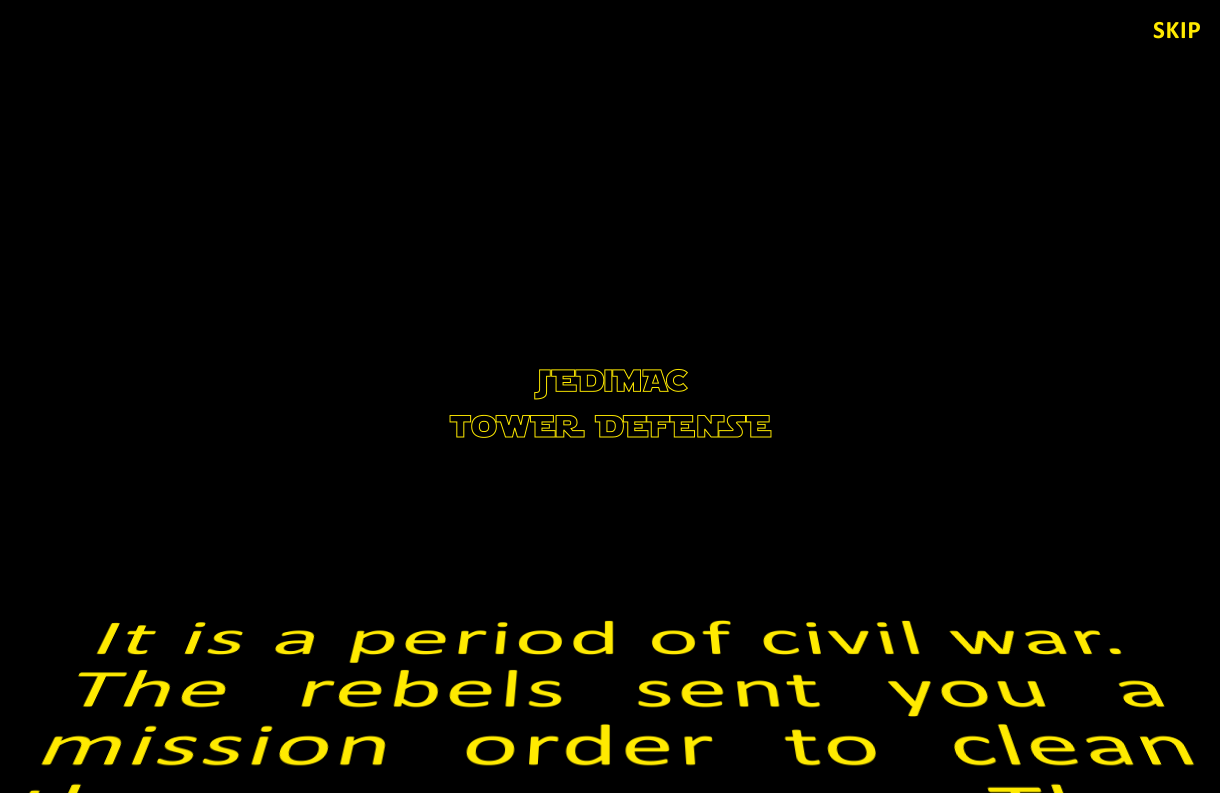 SKIP
JEDIMAC
TOWER DEFENSE
It is a period of civil war.
The rebels sent you a
mission order to clean